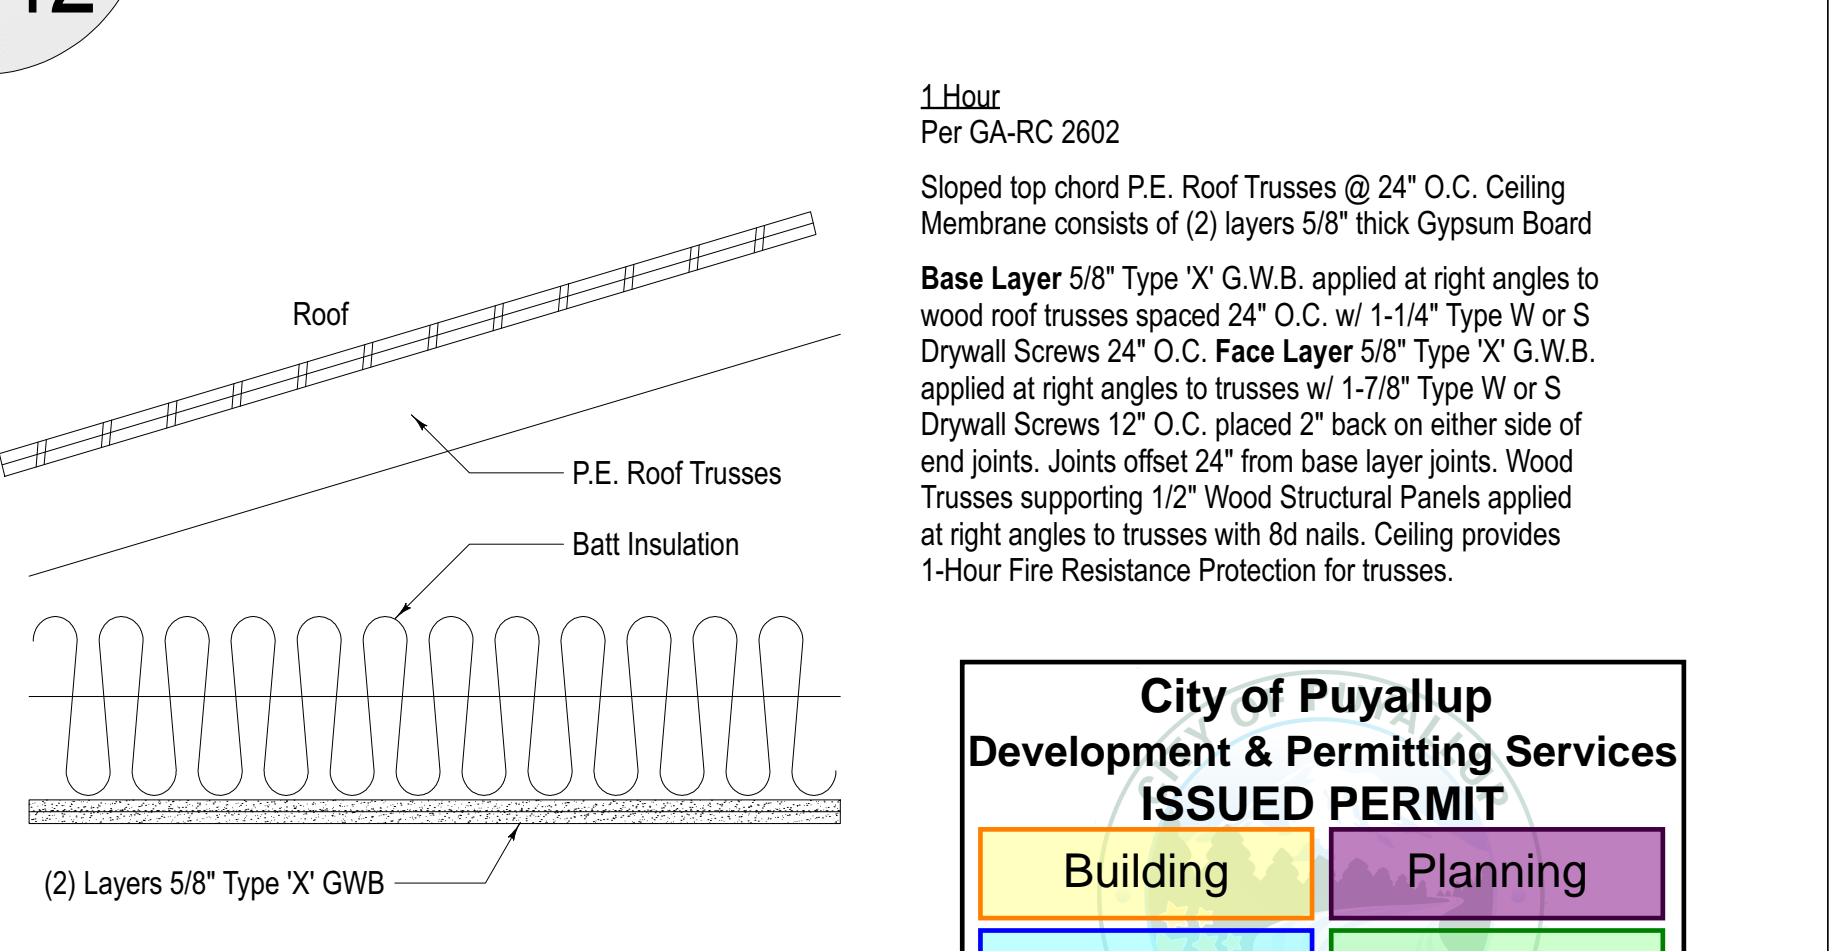 12
1 Hour
Per GA-RC 2602
Sloped top chord P.E. Roof Trusses @ 24" O.C. Ceiling
Membrane consists of (2) layers 5/8" thick Gypsum Board
Base Layer 5/8" Type 'X' G.W.B. applied at right angles to
wood roof trusses spaced 24" O.C. w/ 1-1/4" Type W or S
Drywall Screws 24" O.C. Face Layer 5/8" Type 'X' G.W.B.
applied at right angles to trusses w/ 1-7/8" Type W or S
Drywall Screws 12" O.C. placed 2" back on either side of
end joints. Joints offset 24" from base layer joints. Wood
Trusses supporting 1/2" Wood Structural Panels applied
at right angles to trusses with 8d nails. Ceiling provides
1-Hour Fire Resistance Protection for trusses.
Roof
P.E. Roof Trusses
Batt Insulation
(2) Layers 5/8" Type 'X' GWB
City of Puyallup
Development & Permitting Services
ISSUED PERMIT
Building
Planning
CITY OF PUYALLUP